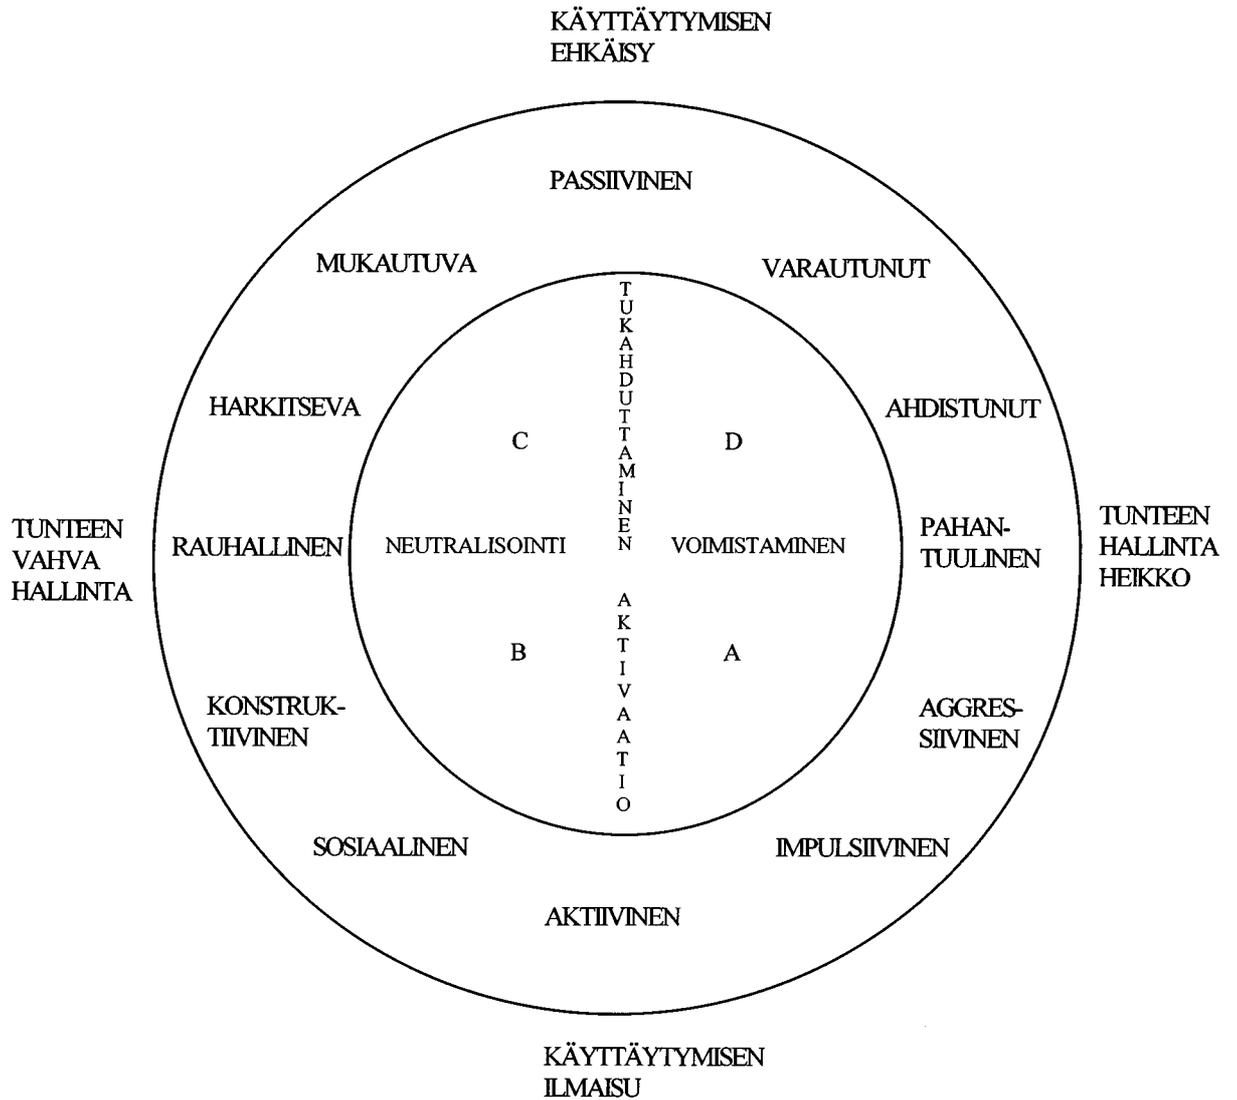 KÄYTTÄYTYMISEN
EHKÄISY
PASSIIVINEN
MUKAUTUVA
VARAUTUNUT
TUKAHDUTTAMINEN
HARKITSEVA
AHDISTUNUT
C
D
TUNTEEN
VAHVA
HALLINTA
RAUHALLINEN
NEUTRALISOINTI
VOIMISTAMINEN
PAHAN-
TUULINEN
TUNTEEN
HALLINTA
HEIKKO
AKTIVAATIO
B
A
KONSTRUK-
TIIVINEN
AGGRES-
SIIVINEN
SOSIAALINEN
IMPULSIIVINEN
AKTIIVINEN
KÄYTTÄYTYMISEN
ILMAISU